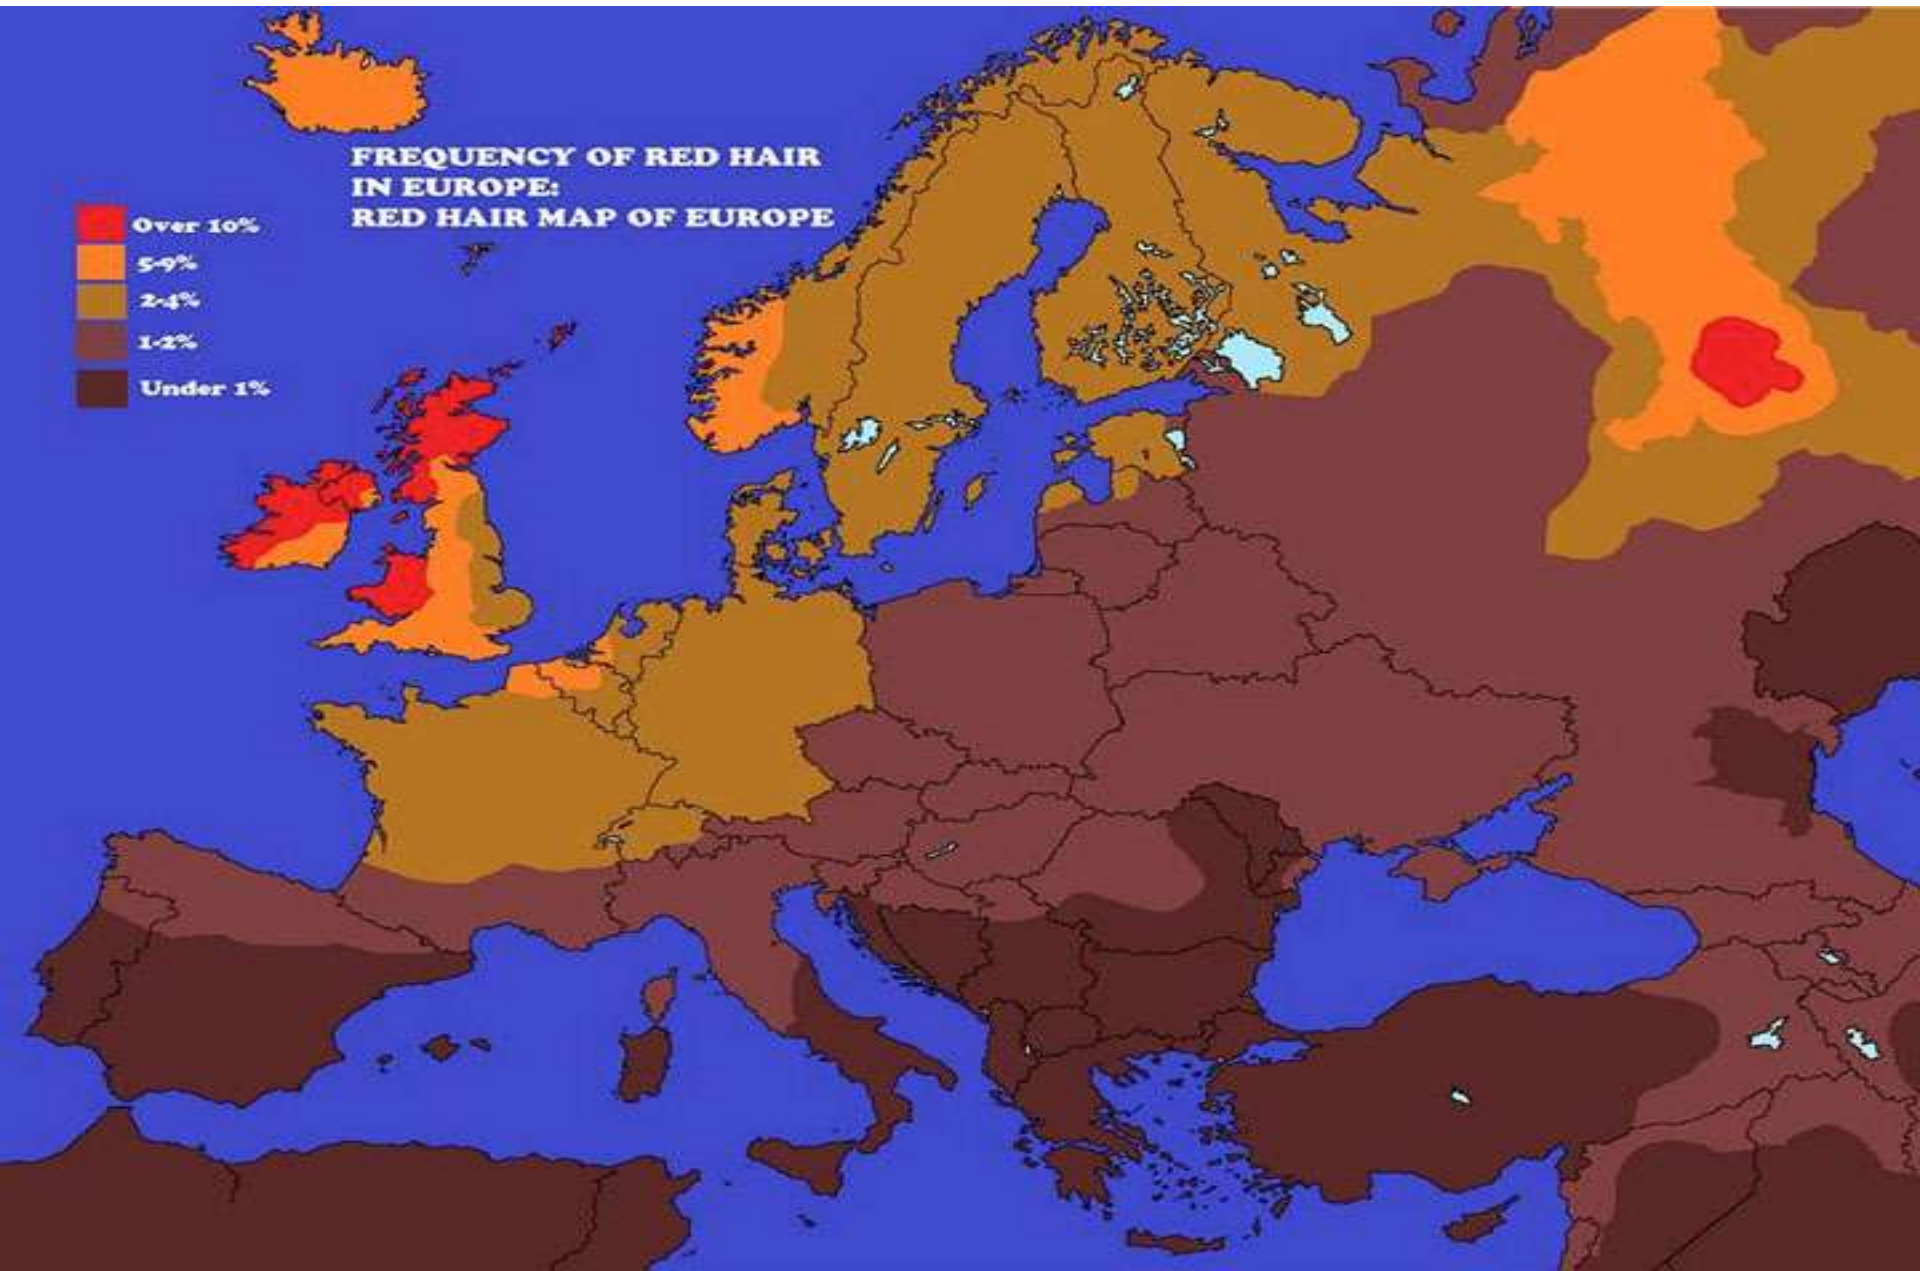 FREQUENCY OF RED HAIR
IN EUROPE:
RED HAIR MAP OF EUROPE
Over 10%
5-9%
2-4%
1-2%
Under 1%